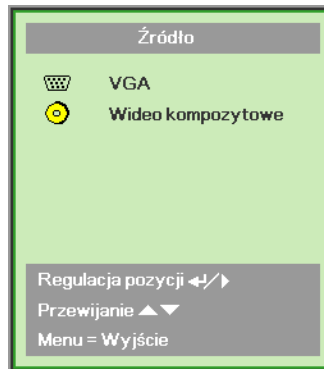 Źródło
VGA
Wideo kompozytowe
Regulacja pozycji ↵/▶
Przewijanie ▲▼
Menu = Wyjście